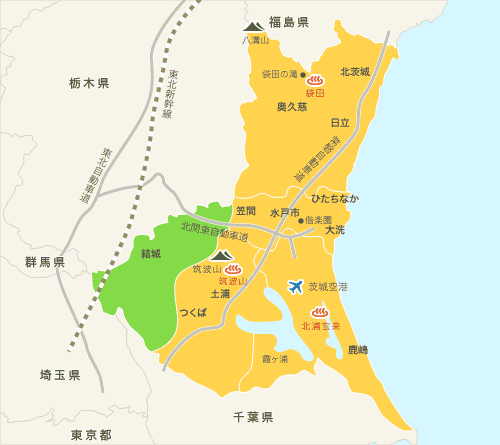 福島県
八溝山
袋田の滝
北茨城
栃木県
東北新幹線
袋田
奥久慈
日立
常磐自動車道
東北自動車道
ひたちなか
笠間
水戸市
偕楽園
北関東自動車道
大洗
結城
群馬県
筑波山
筑波山
茨城空港
土浦
つくば
北浦宝来
鹿嶋
霞ヶ浦
埼玉県
千葉県
東京都